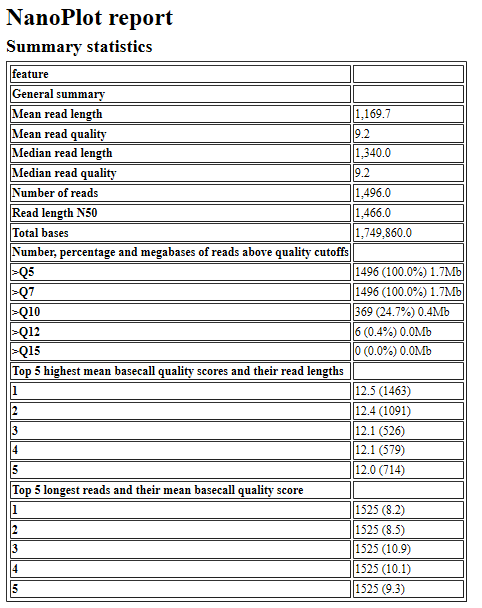 NanoPlot report
Summary statistics
feature
General summary
Mean read length 1,169.7
Mean read quality 9.2
Median read length 1,340.0
Median read quality 9.2
Number of reads 1,496.0
Read length N50 1,466.0
Total bases 1,749,860.0
Number, percentage and megabases of reads above quality cutoffs
>Q5 1496 (100.0%) 1.7Mb
>Q7 1496 (100.0%) 1.7Mb
>Q10 369 (24.7%) 0.4Mb
>Q12 6 (0.4%) 0.0Mb
>Q15 0 (0.0%) 0.0Mb
Top 5 highest mean basecall quality scores and their read lengths
1 12.5 (1463)
2 12.4 (1091)
3 12.1 (526)
4 12.1 (579)
5 12.0 (714)
Top 5 longest reads and their mean basecall quality score
1 1525 (8.2)
2 1525 (8.5)
3 1525 (10.9)
4 1525 (10.1)
5 1525 (9.3)